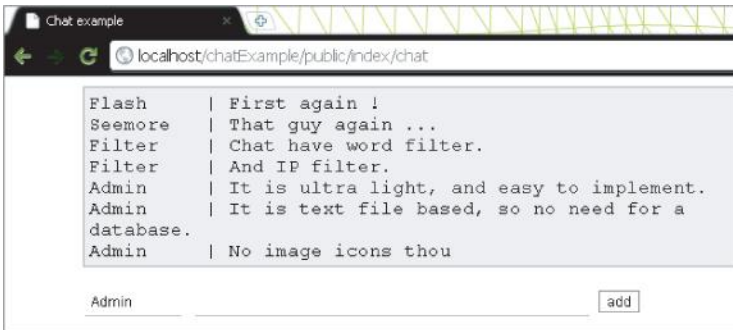 Chat example
localhost/chatExample/public/index/chat
Flash | First again !
Seemore | That guy again ...
Filter | Chat have word filter.
Filter | And IP filter.
Admin | It is ultra light, and easy to implement.
Admin | It is text file based, so no need for a
database.
Admin | No image icons thou
Admin
add